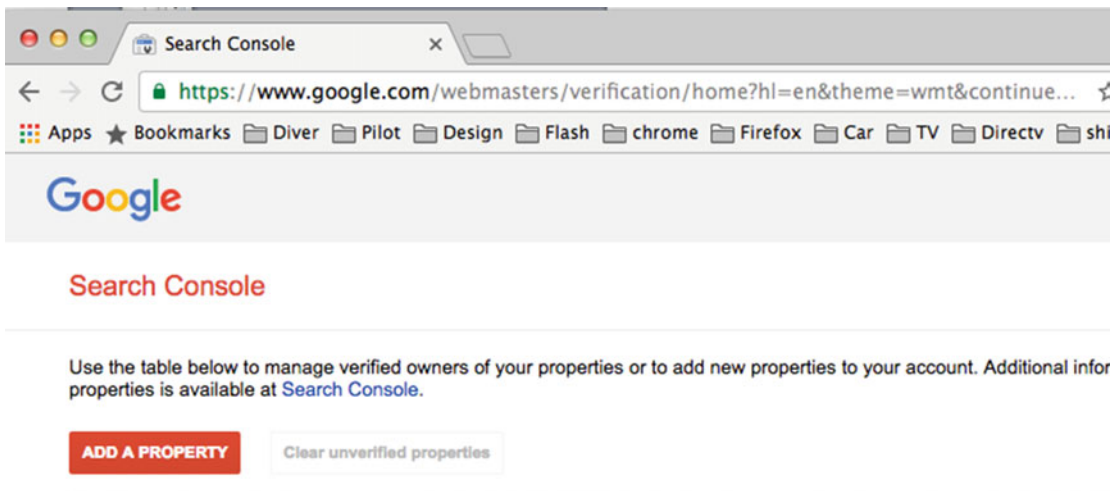 Search Console
https://www.google.com/webmasters/verification/home?hl=en&theme=wmt&continue...
Apps Bookmarks Diver Pilot Design Flash chrome Firefox Car TV Directv shi
Google
Search Console
Use the table below to manage verified owners of your properties or to add new properties to your account. Additional infor
properties is available at Search Console.
ADD A PROPERTY Clear unverified properties